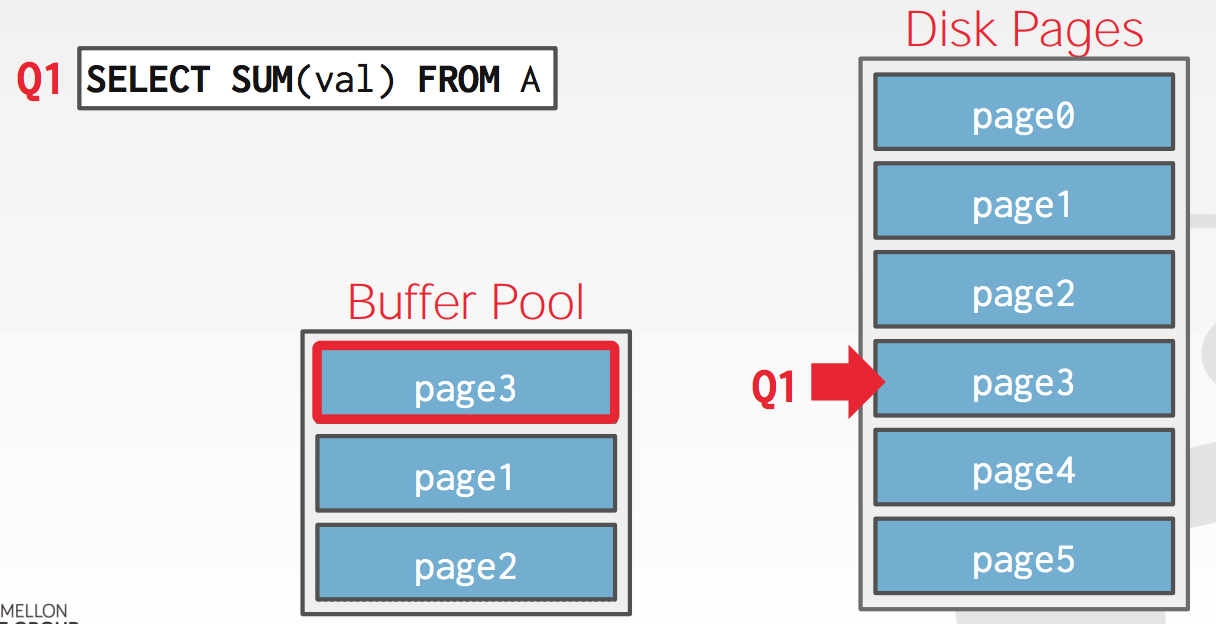 Disk Pages
Q1 SELECT SUM(val) FROM A
page0
page1
page2
Buffer Pool
page3
page1
page2
Q1
page3
page4
page5
MELLON